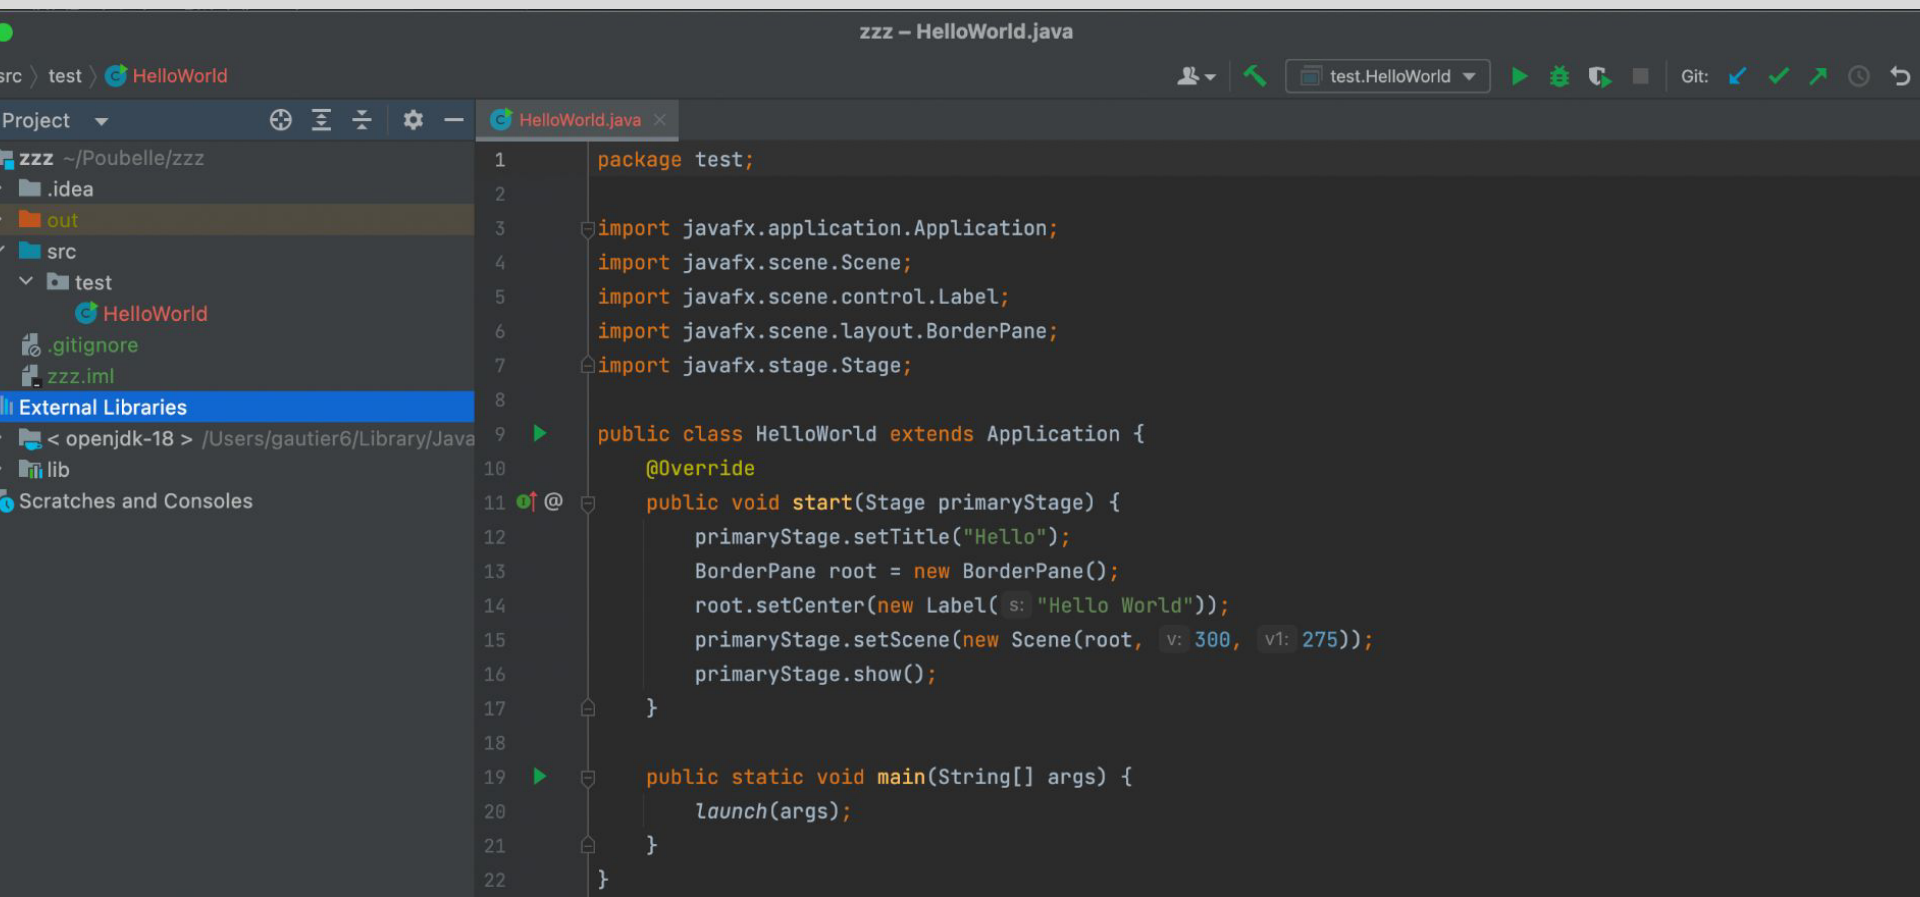 zzz – HelloWorld.java
src test HelloWorld
test.HelloWorld
Git:
Project
HelloWorld.java
zzz ~/Poubelle/zzz
.idea
out
src
test
HelloWorld
.gitignore
zzz.iml
External Libraries
< openjdk-18 > /Users/gautier6/Library/Java
lib
Scratches and Consoles
1 package test;
2
3 import javafx.application.Application;
4 import javafx.scene.Scene;
5 import javafx.scene.control.Label;
6 import javafx.scene.layout.BorderPane;
7 import javafx.stage.Stage;
8
9 public class HelloWorld extends Application {
10 @Override
11 @ public void start(Stage primaryStage) {
12 primaryStage.setTitle("Hello");
13 BorderPane root = new BorderPane();
14 root.setCenter(new Label( s: "Hello World"));
15 primaryStage.setScene(new Scene(root, v: 300, v1: 275));
16 primaryStage.show();
17 }
18
19 public static void main(String[] args) {
20 launch(args);
21 }
22 }